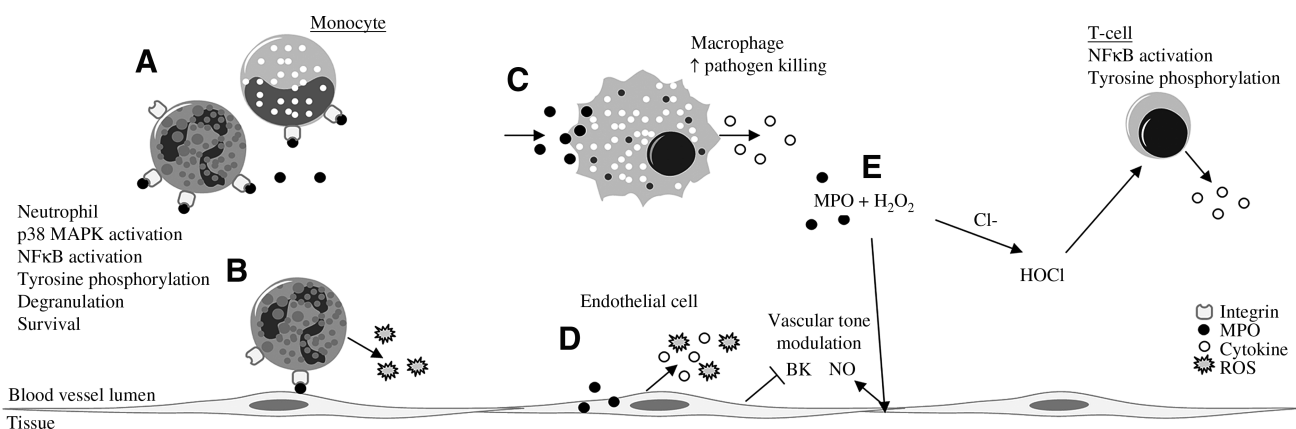 Monocyte
A
Neutrophil
p38 MAPK activation
NFκB activation
Tyrosine phosphorylation
Degranulation
Survival
B
C
Macrophage
↑ pathogen killing
E
MPO + H₂O₂
Cl-
HOCl
T-cell
NFκB activation
Tyrosine phosphorylation
Endothelial cell
D
Vascular tone
modulation
BK NO
Integrin
MPO
Cytokine
ROS
Blood vessel lumen
Tissue